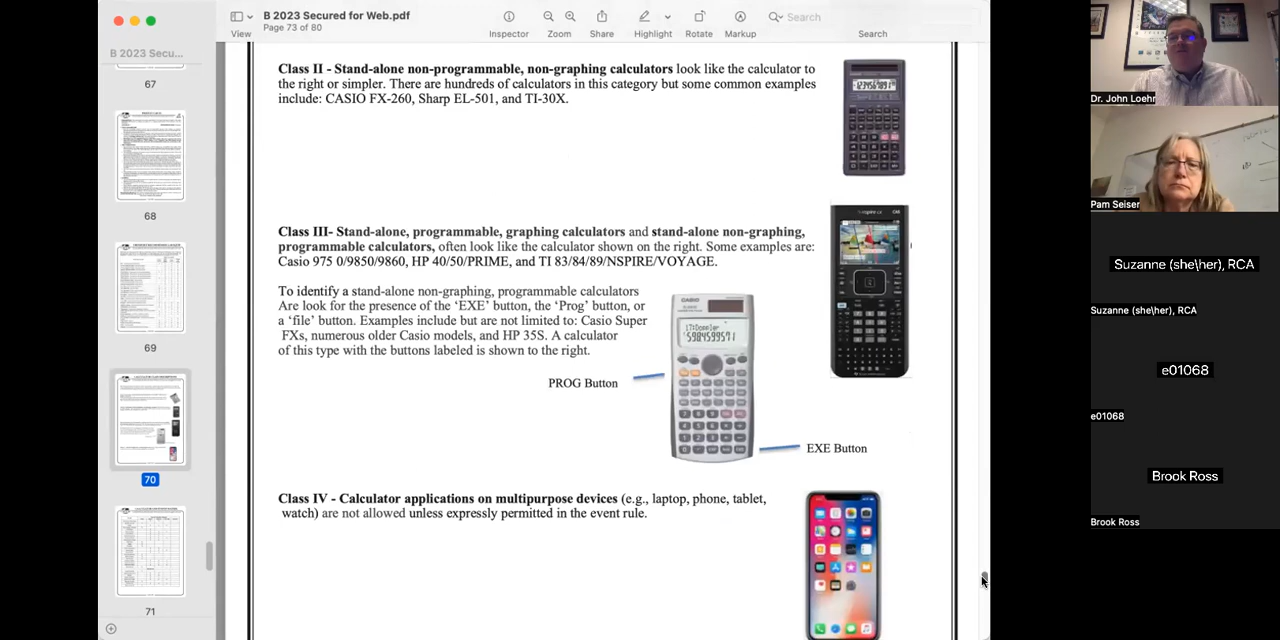 B 2023 Secured for Web.pdf
Page 73 of 80
View
Inspector
Zoom
Share
Highlight
Rotate
Markup
Search
Search
B 2023 Secu...
67
68
69
70
71
Class II - Stand-alone non-programmable, non-graphing calculators look like the calculator to
the right or simpler. There are hundreds of calculators in this category but some common examples
include: CASIO FX-260, Sharp EL-501, and TI-30X.
Class III- Stand-alone, programmable, graphing calculators and stand-alone non-graphing,
programmable calculators, often look like the calculator shown on the right. Some examples are:
Casio 975 0/9850/9860, HP 40/50/PRIME, and TI 83/84/89/NSPIRE/VOYAGE.
To identify a stand-alone non-graphing, programmable calculators
Are look for the presence of the ‘EXE’ button, the ‘Prog’ button, or
a ‘file’ button. Examples include but are not limited to: Casio Super
FXs, numerous older Casio models, and HP 35S. A calculator
of this type with the buttons labeled is shown to the right.
CASIO
PROG Button
EXE Button
Class IV - Calculator applications on multipurpose devices (e.g., laptop, phone, tablet,
watch) are not allowed unless expressly permitted in the event rule.
Dr. John Loehr
Pam Seiser
Suzanne (she\her), RCA
Suzanne (she\her), RCA
e01068
e01068
Brook Ross
Brook Ross